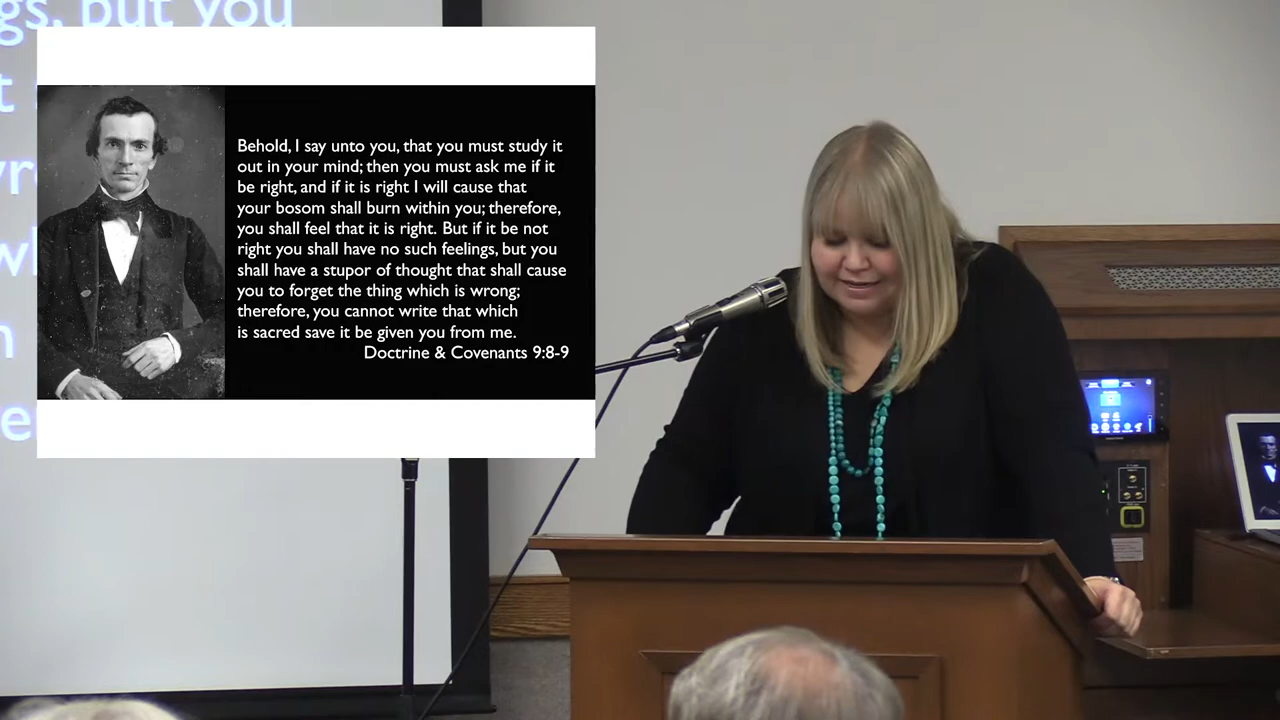 gs, but you
t
w
n
e
Behold, I say unto you, that you must study it
out in your mind; then you must ask me if it
be right, and if it is right I will cause that
your bosom shall burn within you; therefore,
you shall feel that it is right. But if it be not
right you shall have no such feelings, but you
shall have a stupor of thought that shall cause
you to forget the thing which is wrong;
therefore, you cannot write that which
is sacred save it be given you from me.
Doctrine & Covenants 9:8-9